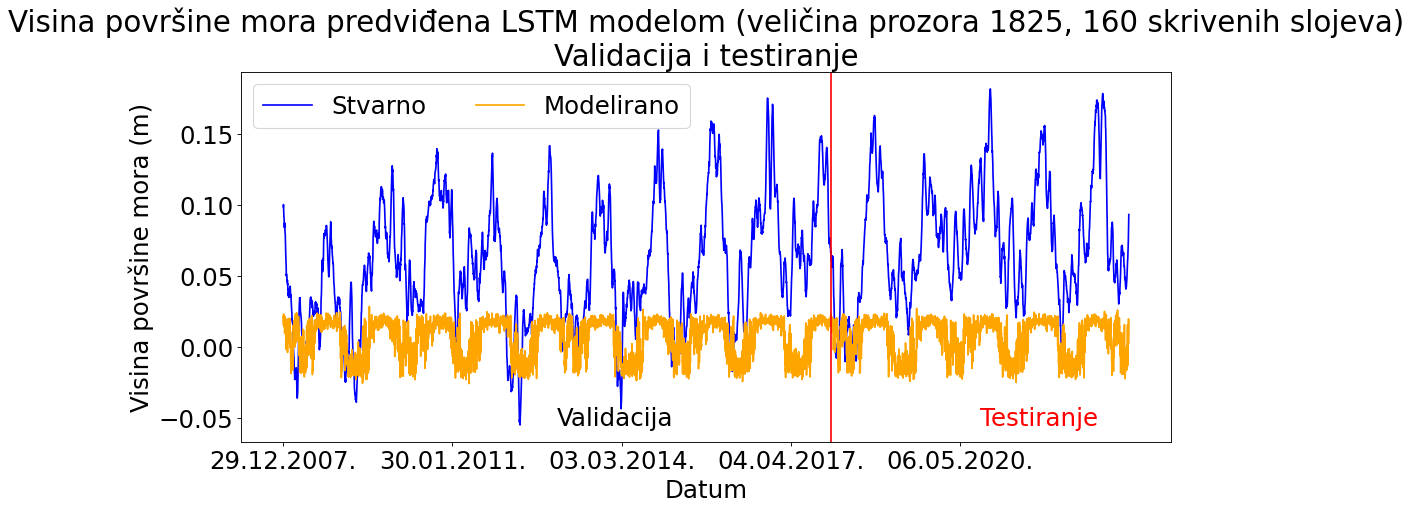 Visina površine mora predviđena LSTM modelom (veličina prozora 1825, 160 skrivenih slojeva)
Validacija i testiranje
Stvarno
Modelirano
Visina površine mora (m)
0.15
0.10
0.05
0.00
−0.05
Validacija
Testiranje
29.12.2007.
30.01.2011.
03.03.2014.
04.04.2017.
06.05.2020.
Datum